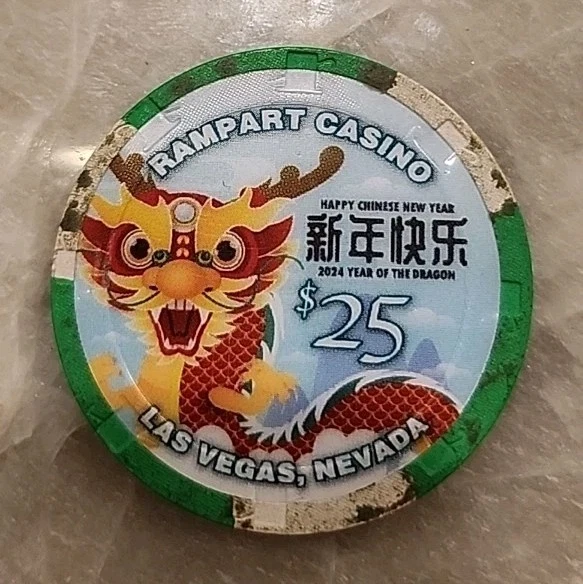 RAMPART CASINO
HAPPY CHINESE NEW YEAR
新年快乐
2024 YEAR OF THE DRAGON
$25
LAS VEGAS, NEVADA